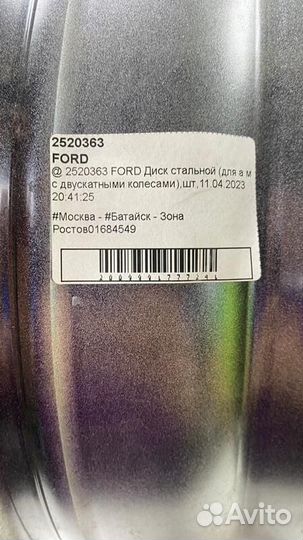 2520363
FORD
@ 2520363 FORD Диск стальной (для а м
с двускатными колесами),шт,11.04.2023
20:41:25
#Москва - #Батайск - Зона
Ростов01684549
Avito